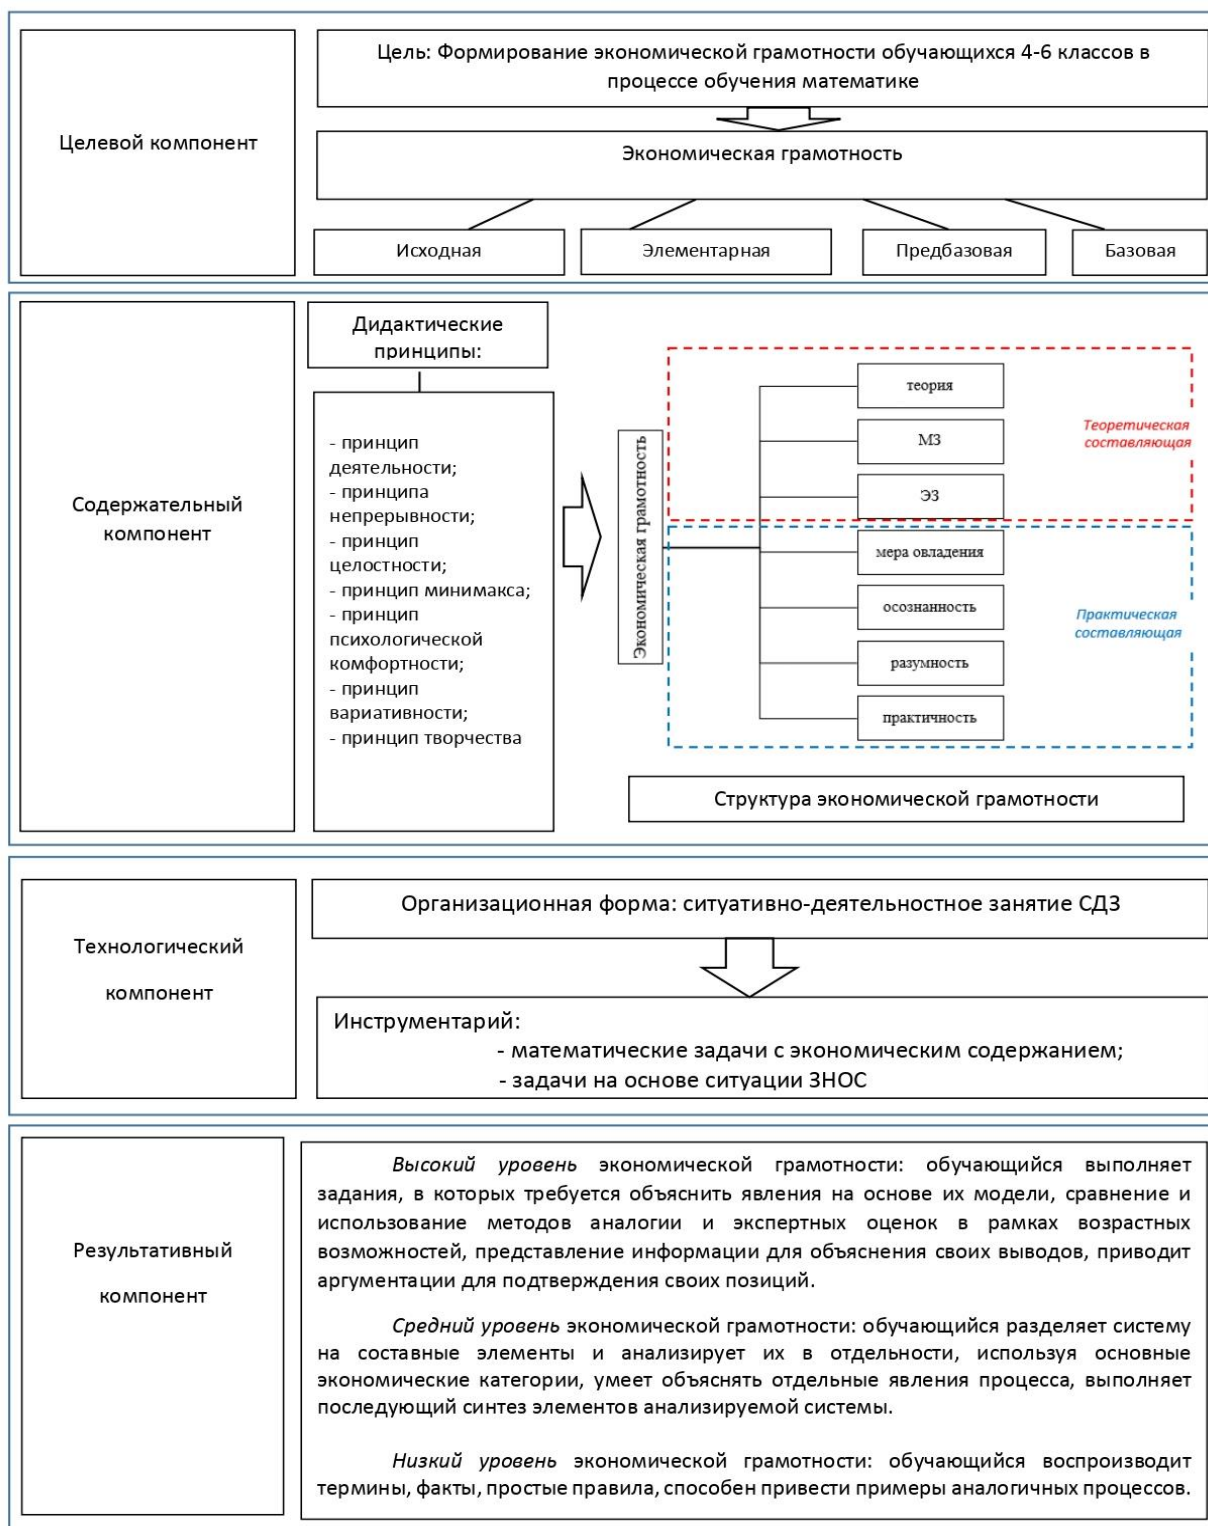 Целевой компонент
Цель: Формирование экономической грамотности обучающихся 4-6 классов в
процессе обучения математике
Экономическая грамотность
Исходная
Элементарная
Предбазовая
Базовая
Содержательный
компонент
Дидактические
принципы:
- принцип
деятельности;
- принципа
непрерывности;
- принцип
целостности;
- принцип минимакса;
- принцип
психологической
комфортности;
- принцип
вариативности;
- принцип творчества
Экономическая грамотность
теория
МЗ
ЭЗ
мера овладения
осознанность
разумность
практичность
Теоретическая
составляющая
Практическая
составляющая
Структура экономической грамотности
Технологический
компонент
Организационная форма: ситуативно-деятельностное занятие СДЗ
Инструментарий:
- математические задачи с экономическим содержанием;
- задачи на основе ситуации ЗНОС
Результативный
компонент
Высокий уровень экономической грамотности: обучающийся выполняет
задания, в которых требуется объяснить явления на основе их модели, сравнение и
использование методов аналогии и экспертных оценок в рамках возрастных
возможностей, представление информации для объяснения своих выводов, приводит
аргументации для подтверждения своих позиций.
Средний уровень экономической грамотности: обучающийся разделяет систему
на составные элементы и анализирует их в отдельности, используя основные
экономические категории, умеет объяснять отдельные явления процесса, выполняет
последующий синтез элементов анализируемой системы.
Низкий уровень экономической грамотности: обучающийся воспроизводит
термины, факты, простые правила, способен привести примеры аналогичных процессов.